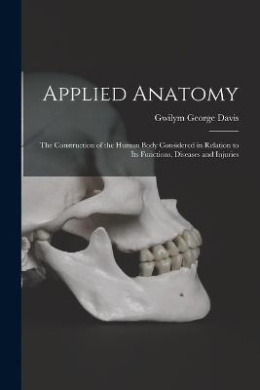 Applied Anatomy
Gwilym George Davis
The Construction of the Human Body Considered in Relation to
Its Functions, Diseases and Injuries